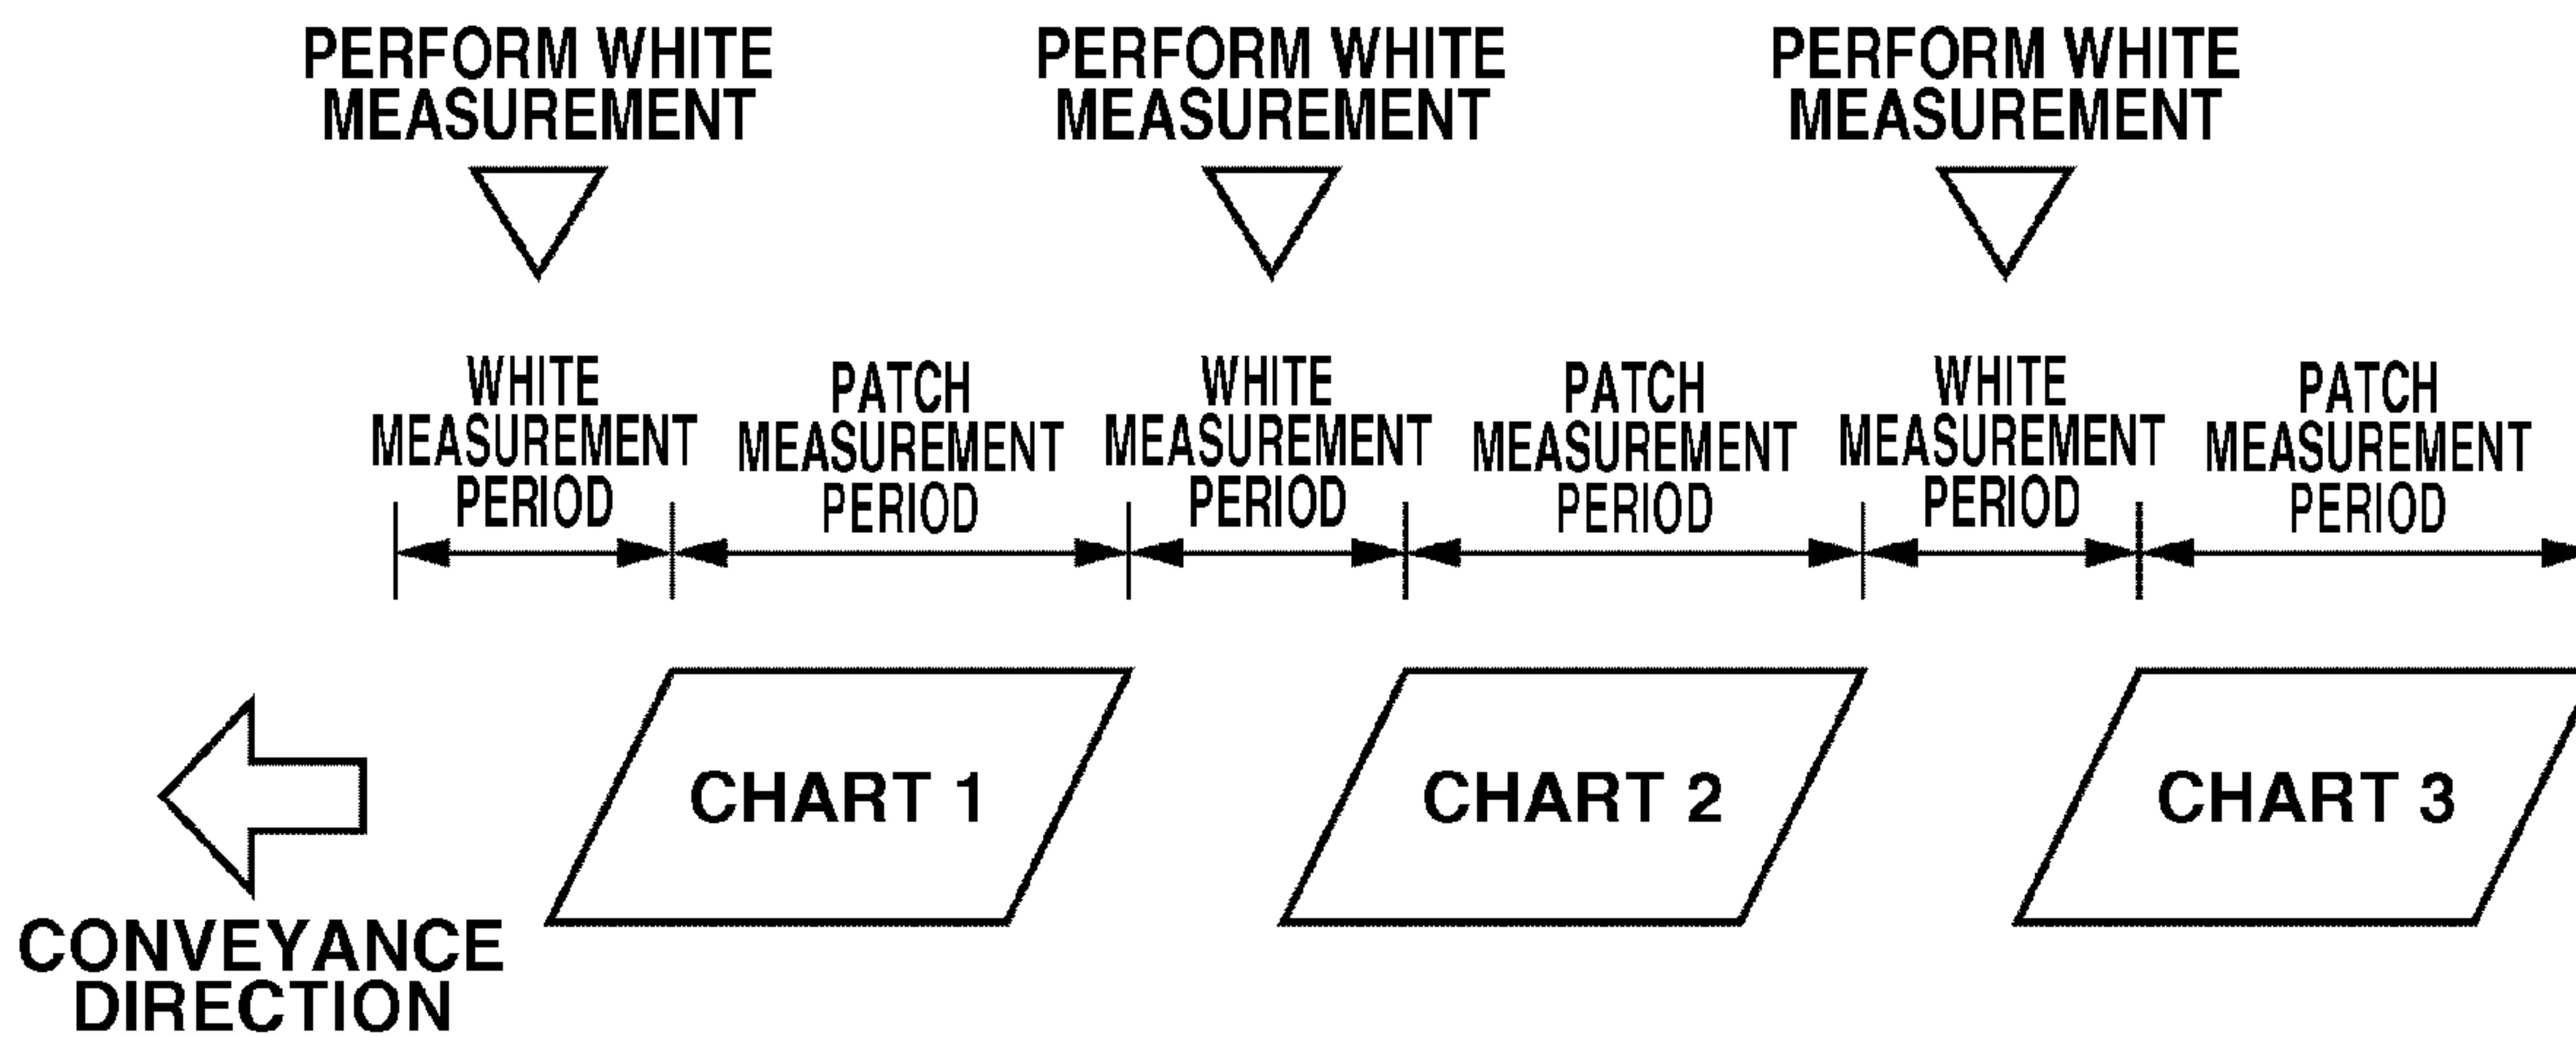 PERFORM WHITE
MEASUREMENT
PERFORM WHITE
MEASUREMENT
PERFORM WHITE
MEASUREMENT
WHITE
MEASUREMENT
PERIOD
PATCH
MEASUREMENT
PERIOD
WHITE
MEASUREMENT
PERIOD
PATCH
MEASUREMENT
PERIOD
WHITE
MEASUREMENT
PERIOD
PATCH
MEASUREMENT
PERIOD
CHART 1
CHART 2
CHART 3
CONVEYANCE
DIRECTION